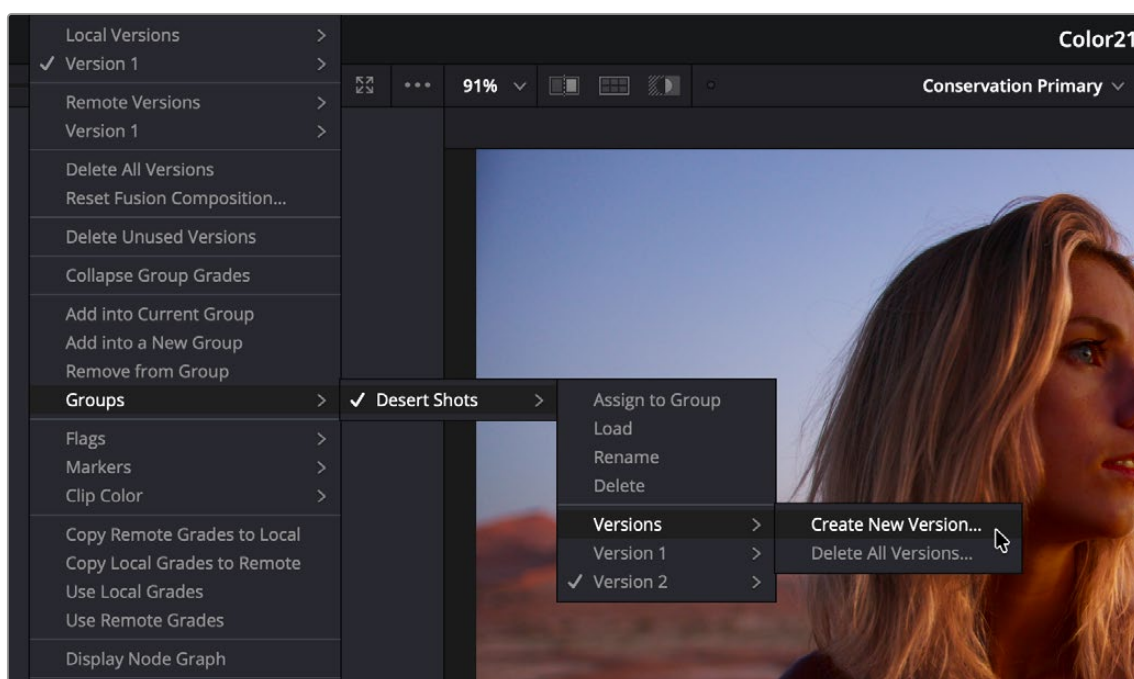 Local Versions
Version 1
Remote Versions
Version 1
Delete All Versions
Reset Fusion Composition...
Delete Unused Versions
Collapse Group Grades
Add into Current Group
Add into a New Group
Remove from Group
Groups
Flags
Markers
Clip Color
Copy Remote Grades to Local
Copy Local Grades to Remote
Use Local Grades
Use Remote Grades
Display Node Graph
Desert Shots
Assign to Group
Load
Rename
Delete
Versions
Version 1
Version 2
Create New Version...
Delete All Versions...
Color21
91%
Conservation Primary